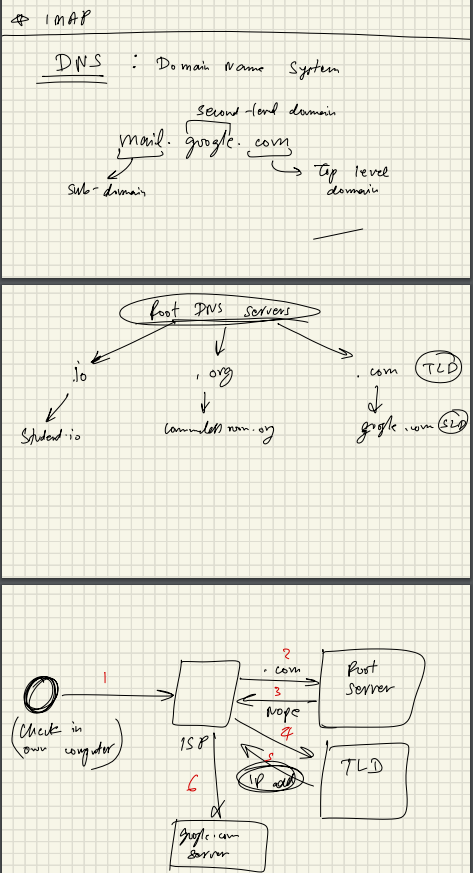 * IMAP
DNS : Domain Name System
Second-level domain
mail. google. com
Sub-domain
Top level
domain
Root DNS Servers
.io
. org
. com TLD
Student.io
google.com SLD
1
2
. com
Root
Server
3
Nope
(Check in
own computer)
ISP
4
5
IP add
TLD
6
google.com
server